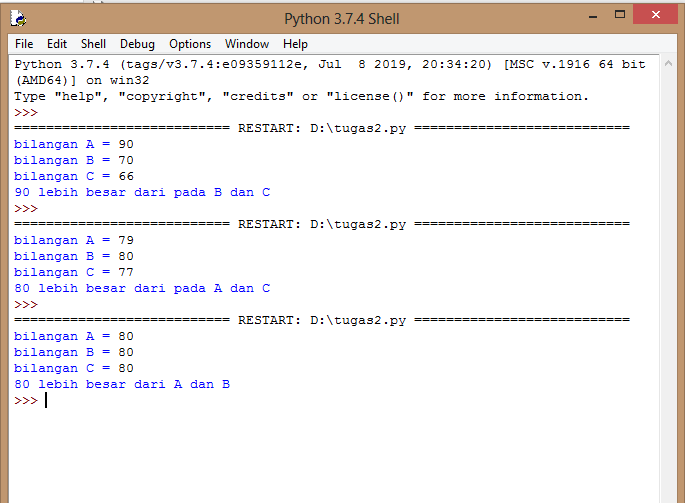 Python 3.7.4 Shell
File Edit Shell Debug Options Window Help
Python 3.7.4 (tags/v3.7.4:e09359112e, Jul  8 2019, 20:34:20) [MSC v.1916 64 bit
(AMD64)] on win32
Type "help", "copyright", "credits" or "license()" for more information.
>>>
=========================== RESTART: D:\tugas2.py ===========================
bilangan A = 90
bilangan B = 70
bilangan C = 66
90 lebih besar dari pada B dan C
>>>
=========================== RESTART: D:\tugas2.py ===========================
bilangan A = 79
bilangan B = 80
bilangan C = 77
80 lebih besar dari pada A dan C
>>>
=========================== RESTART: D:\tugas2.py ===========================
bilangan A = 80
bilangan B = 80
bilangan C = 80
80 lebih besar dari A dan B
>>>